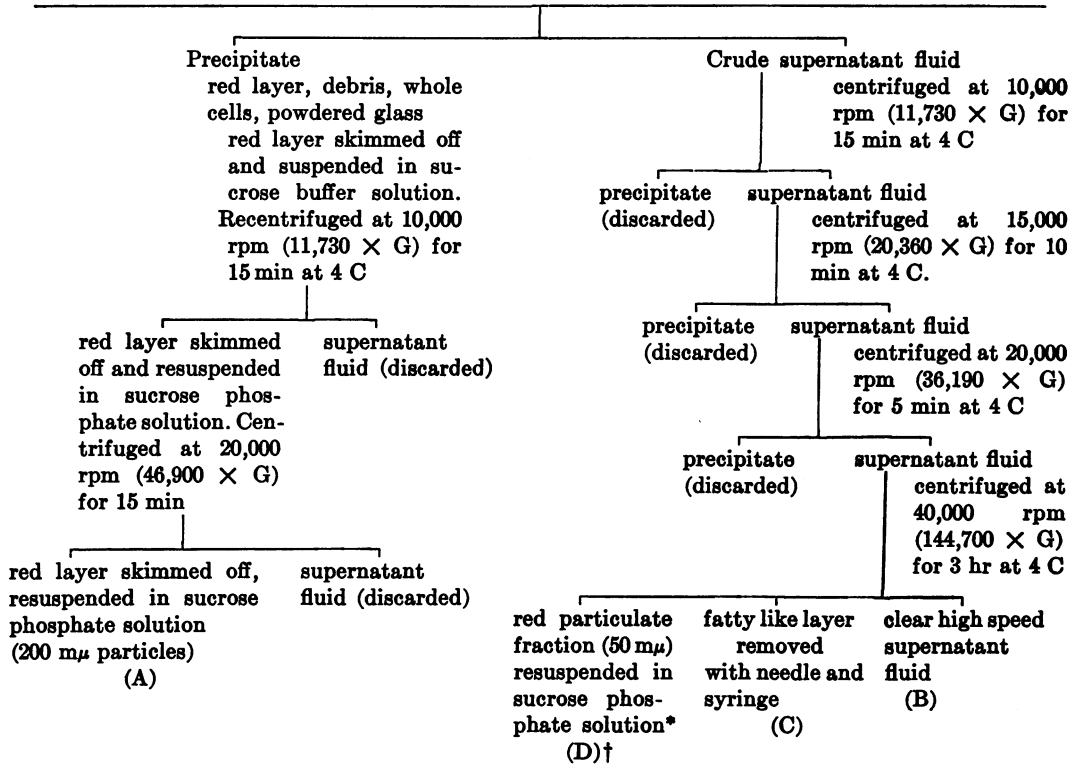 Precipitate
red layer, debris, whole
cells, powdered glass
red layer skimmed off
and suspended in su-
crose buffer solution.
Recentrifuged at 10,000
rpm (11,730 × G) for
15 min at 4 C
red layer skimmed
off and resuspended
in sucrose phos-
phate solution. Cen-
trifuged at 20,000
rpm (46,900 × G)
for 15 min
supernatant
fluid (discarded)
red layer skimmed off,
resuspended in sucrose
phosphate solution
(200 mμ particles)
(A)
supernatant
fluid (discarded)
Crude supernatant fluid
centrifuged at 10,000
rpm (11,730 × G) for
15 min at 4 C
precipitate
(discarded)
supernatant fluid
centrifuged at 15,000
rpm (20,360 × G) for 10
min at 4 C.
precipitate
(discarded)
supernatant fluid
centrifuged at 20,000
rpm (36,190 × G)
for 5 min at 4 C
precipitate
(discarded)
supernatant fluid
centrifuged at
40,000 rpm
(144,700 × G)
for 3 hr at 4 C
red particulate
fraction (50 mμ)
resuspended in
sucrose phos-
phate solution*
(D)†
fatty like layer
removed
with needle and
syringe
(C)
clear high speed
supernatant
fluid
(B)